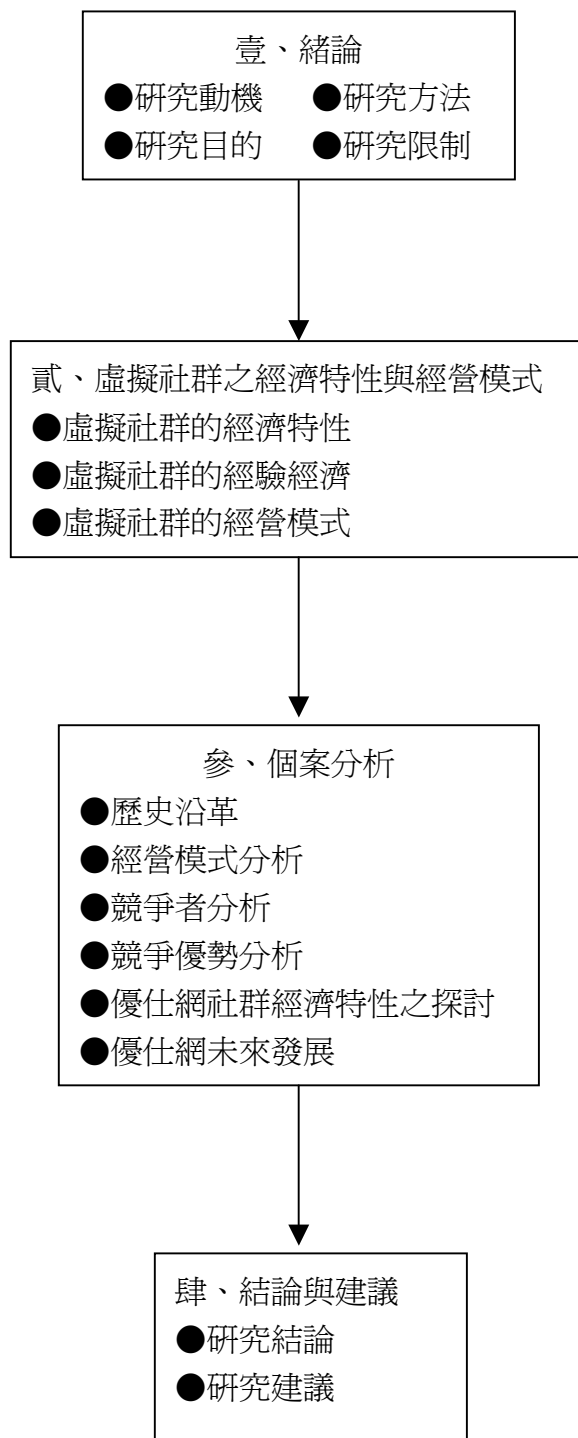 壹、緒論
●研究動機 ●研究方法
●研究目的 ●研究限制
貳、虛擬社群之經濟特性與經營模式
●虛擬社群的經濟特性
●虛擬社群的經驗經濟
●虛擬社群的經營模式
參、個案分析
●歷史沿革
●經營模式分析
●競爭者分析
●競爭優勢分析
●優仕網社群經濟特性之探討
●優仕網未來發展
肆、結論與建議
●研究結論
●研究建議